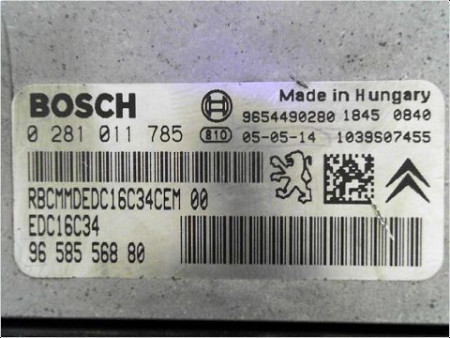 BOSCH
Made in Hungary
9654490280 1845 0840
0 281 011 785 810 05-05-14 1039S07455
RBCMMDEDC16C34CEM 00
EDC16C34
96 585 568 80